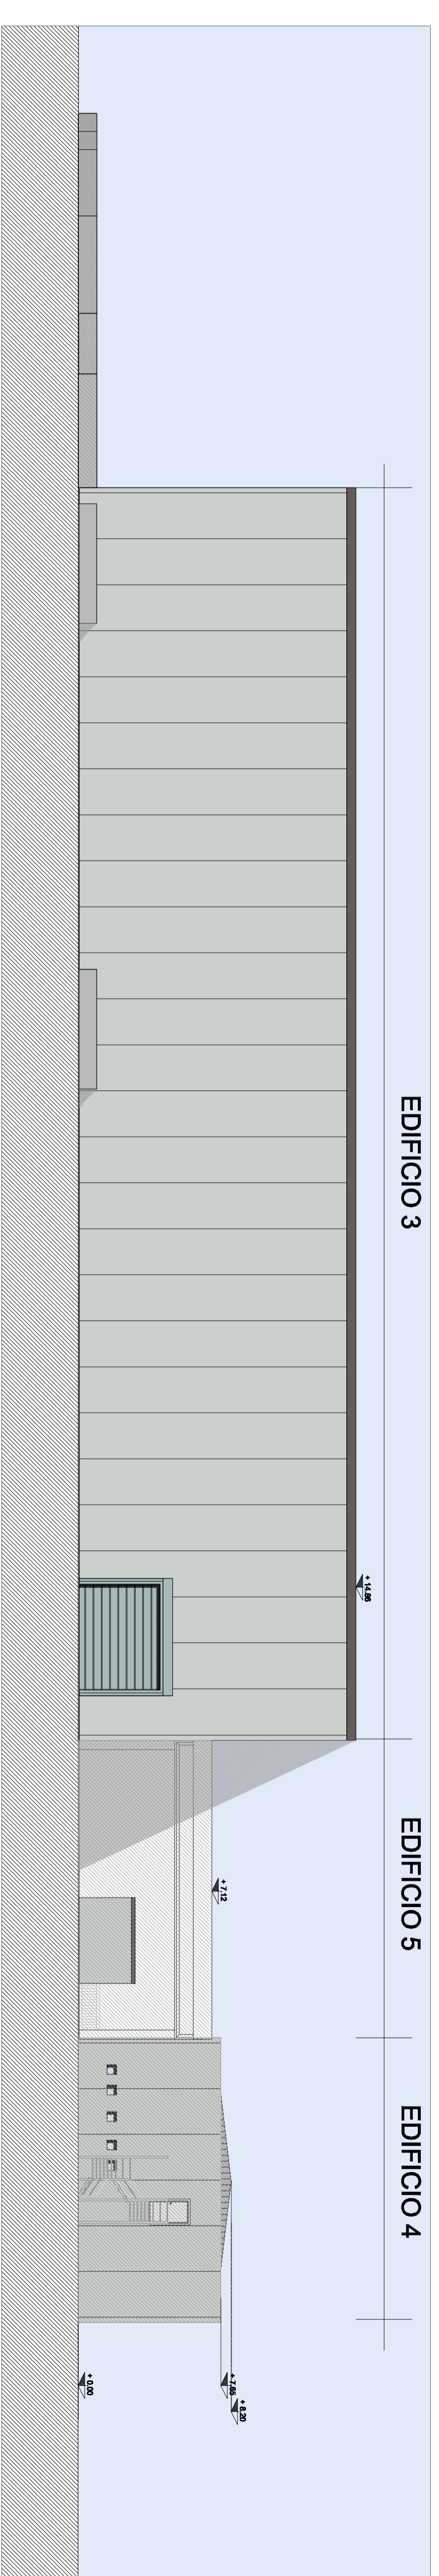 EDIFICIO 3
EDIFICIO 5
EDIFICIO 4
+ 14.86
+ 7.12
+ 8.20
+ 7.65
+ 0.00